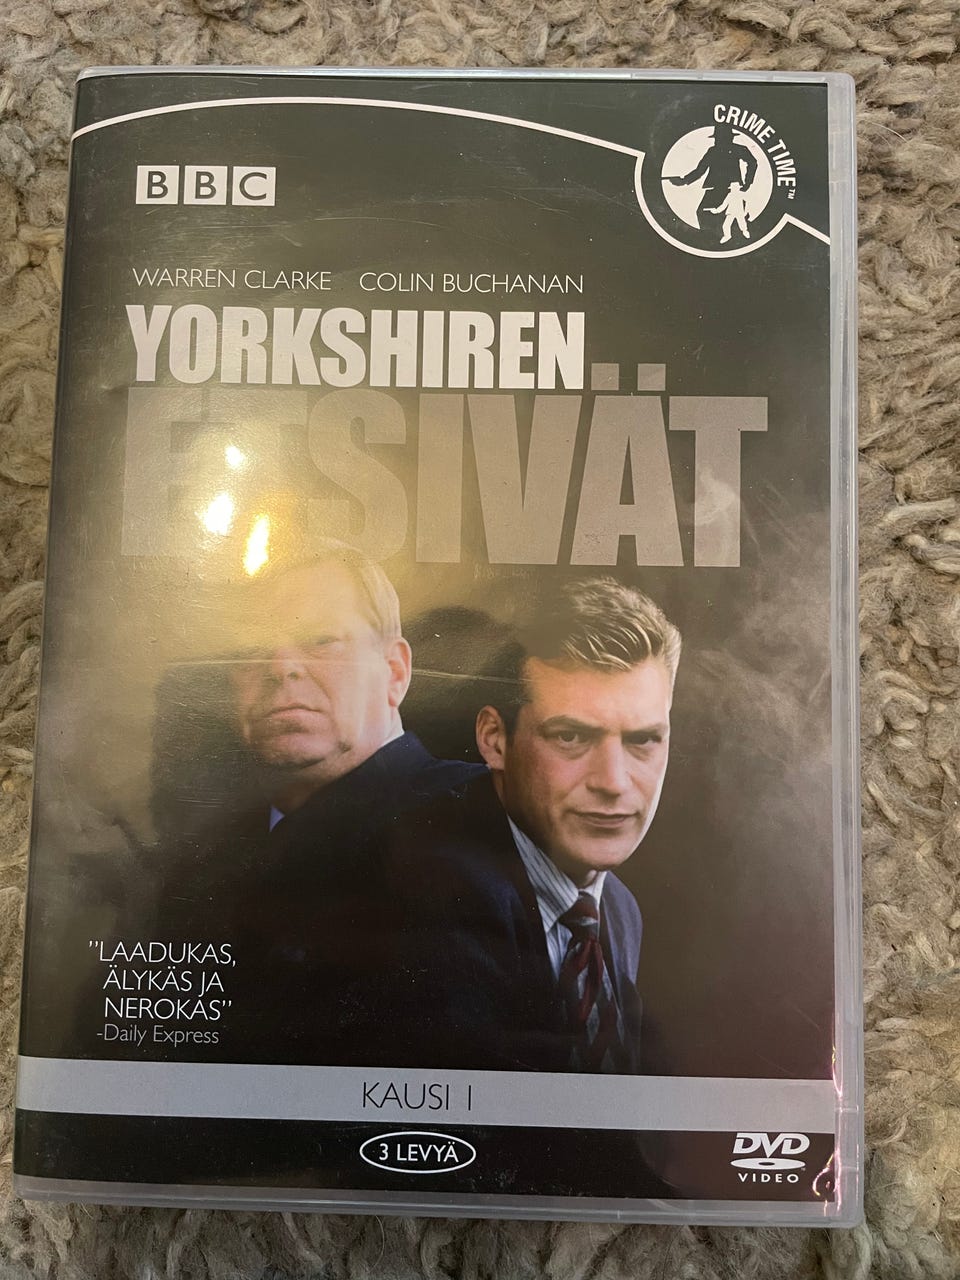 CRIME TIME™
BBC
WARREN CLARKE COLIN BUCHANAN
YORKSHIREN
ETSIVÄT
"LAADUKAS,
ÄLYKÄS JA
NEROKAS"
-Daily Express
KAUSI 1
3 LEVYÄ
DVD
VIDEO